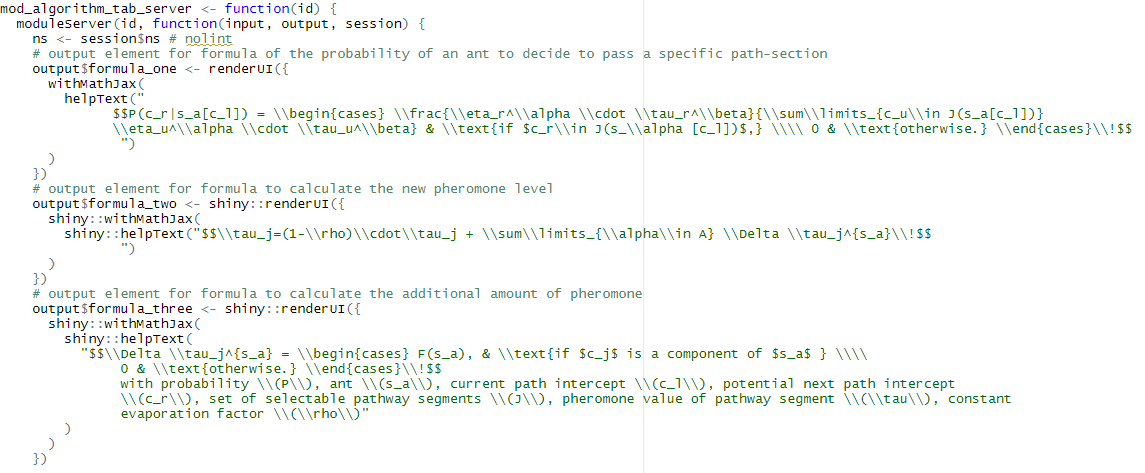 mod_algorithm_tab_server <- function(id) {
  moduleServer(id, function(input, output, session) {
    ns <- session$ns # nolint
    # output element for formula of the probability of an ant to decide to pass a specific path-section
    output$formula_one <- renderUI({
      withMathJax(
        helpText("
              $$P(c_r|s_a[c_l]) = \\begin{cases} \\frac{\\eta_r^\\alpha \\cdot \\tau_r^\\beta}{\\sum\\limits_{c_u\\in J(s_a[c_l])}
              \\eta_u^\\alpha \\cdot \\tau_u^\\beta} & \\text{if $c_r\\in J(s_\\alpha [c_l])$,} \\\\ 0 & \\text{otherwise.} \\end{cases}\\!$$
               ")
      )
    })
    # output element for formula to calculate the new pheromone level
    output$formula_two <- shiny::renderUI({
      shiny::withMathJax(
        shiny::helpText("$$\\tau_j=(1-\\rho)\\cdot\\tau_j + \\sum\\limits_{\\alpha\\in A} \\Delta \\tau_j^{s_a}\\!$$
               ")
      )
    })
    # output element for formula to calculate the additional amount of pheromone
    output$formula_three <- shiny::renderUI({
      shiny::withMathJax(
        shiny::helpText(
          "$$\\Delta \\tau_j^{s_a} = \\begin{cases} F(s_a), & \\text{if $c_j$ is a component of $s_a$ } \\\\
               0 & \\text{otherwise.} \\end{cases}\\!$$
               with probability \\(P\\), ant \\(s_a\\), current path intercept \\(c_l\\), potential next path intercept
               \\(c_r\\), set of selectable pathway segments \\(J\\), pheromone value of pathway segment \\(\\tau\\), constant
               evaporation factor \\(\\rho\\)"
        )
      )
    })